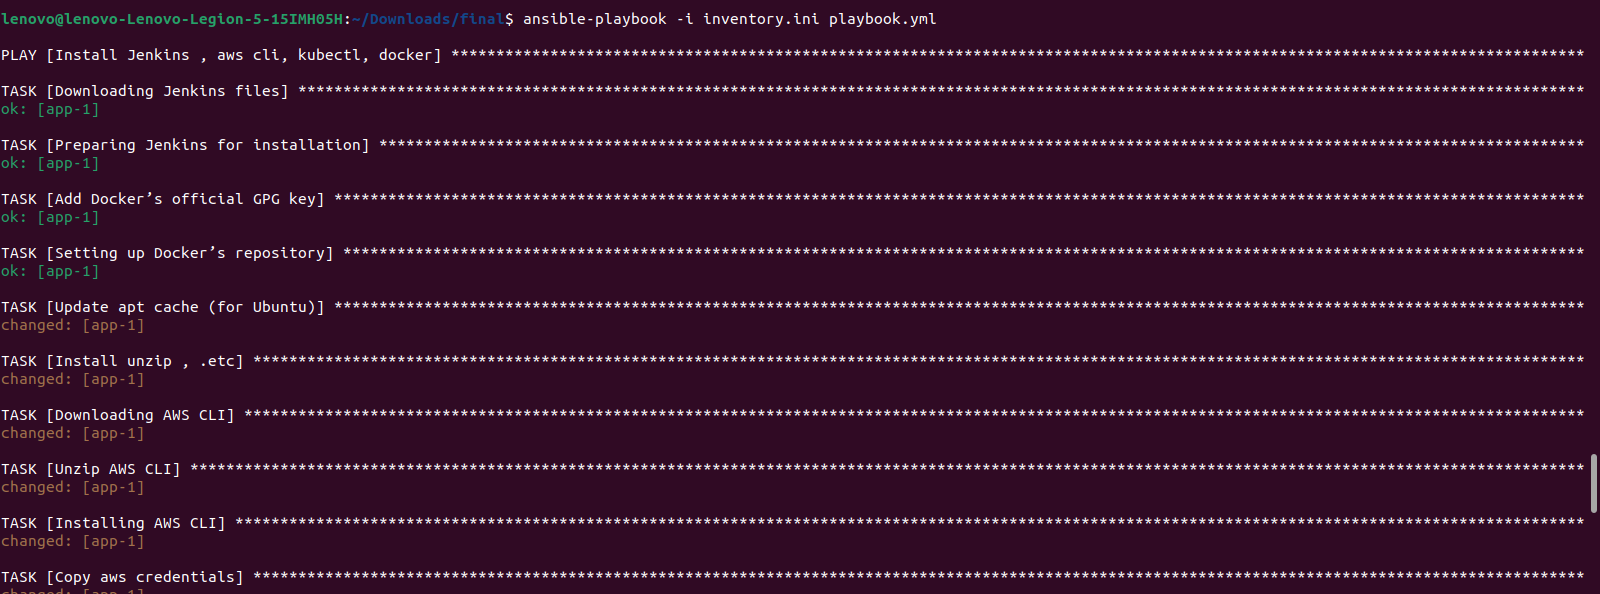 lenovo@lenovo-Lenovo-Legion-5-15IMH05H:~/Downloads/final$ ansible-playbook -i inventory.ini playbook.yml
PLAY [Install Jenkins , aws cli, kubectl, docker] ******************************************************************************************************************************
TASK [Downloading Jenkins files] ***********************************************************************************************************************************************
ok: [app-1]
TASK [Preparing Jenkins for installation] **************************************************************************************************************************************
ok: [app-1]
TASK [Add Docker’s official GPG key] *******************************************************************************************************************************************
ok: [app-1]
TASK [Setting up Docker’s repository] ******************************************************************************************************************************************
ok: [app-1]
TASK [Update apt cache (for Ubuntu)] *******************************************************************************************************************************************
changed: [app-1]
TASK [Install unzip , .etc] ****************************************************************************************************************************************************
changed: [app-1]
TASK [Downloading AWS CLI] *****************************************************************************************************************************************************
changed: [app-1]
TASK [Unzip AWS CLI] ***********************************************************************************************************************************************************
changed: [app-1]
TASK [Installing AWS CLI] ******************************************************************************************************************************************************
changed: [app-1]
TASK [Copy aws credentials] ****************************************************************************************************************************************************
changed: [app-1]